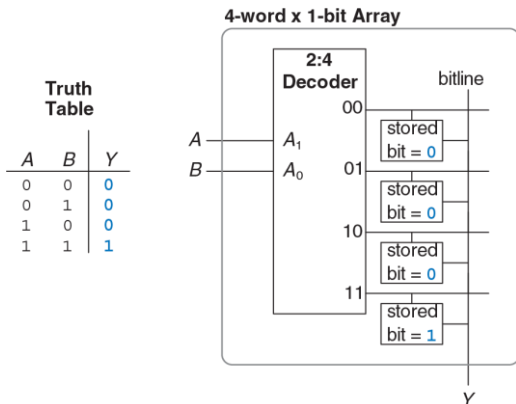 4-word x 1-bit Array
2:4
Decoder
bitline
Truth
Table
A B Y
0 0 0
0 1 0
1 0 0
1 1 1
A
B
A1
A0
00
stored
bit = 0
01
stored
bit = 0
10
stored
bit = 0
11
stored
bit = 1
Y